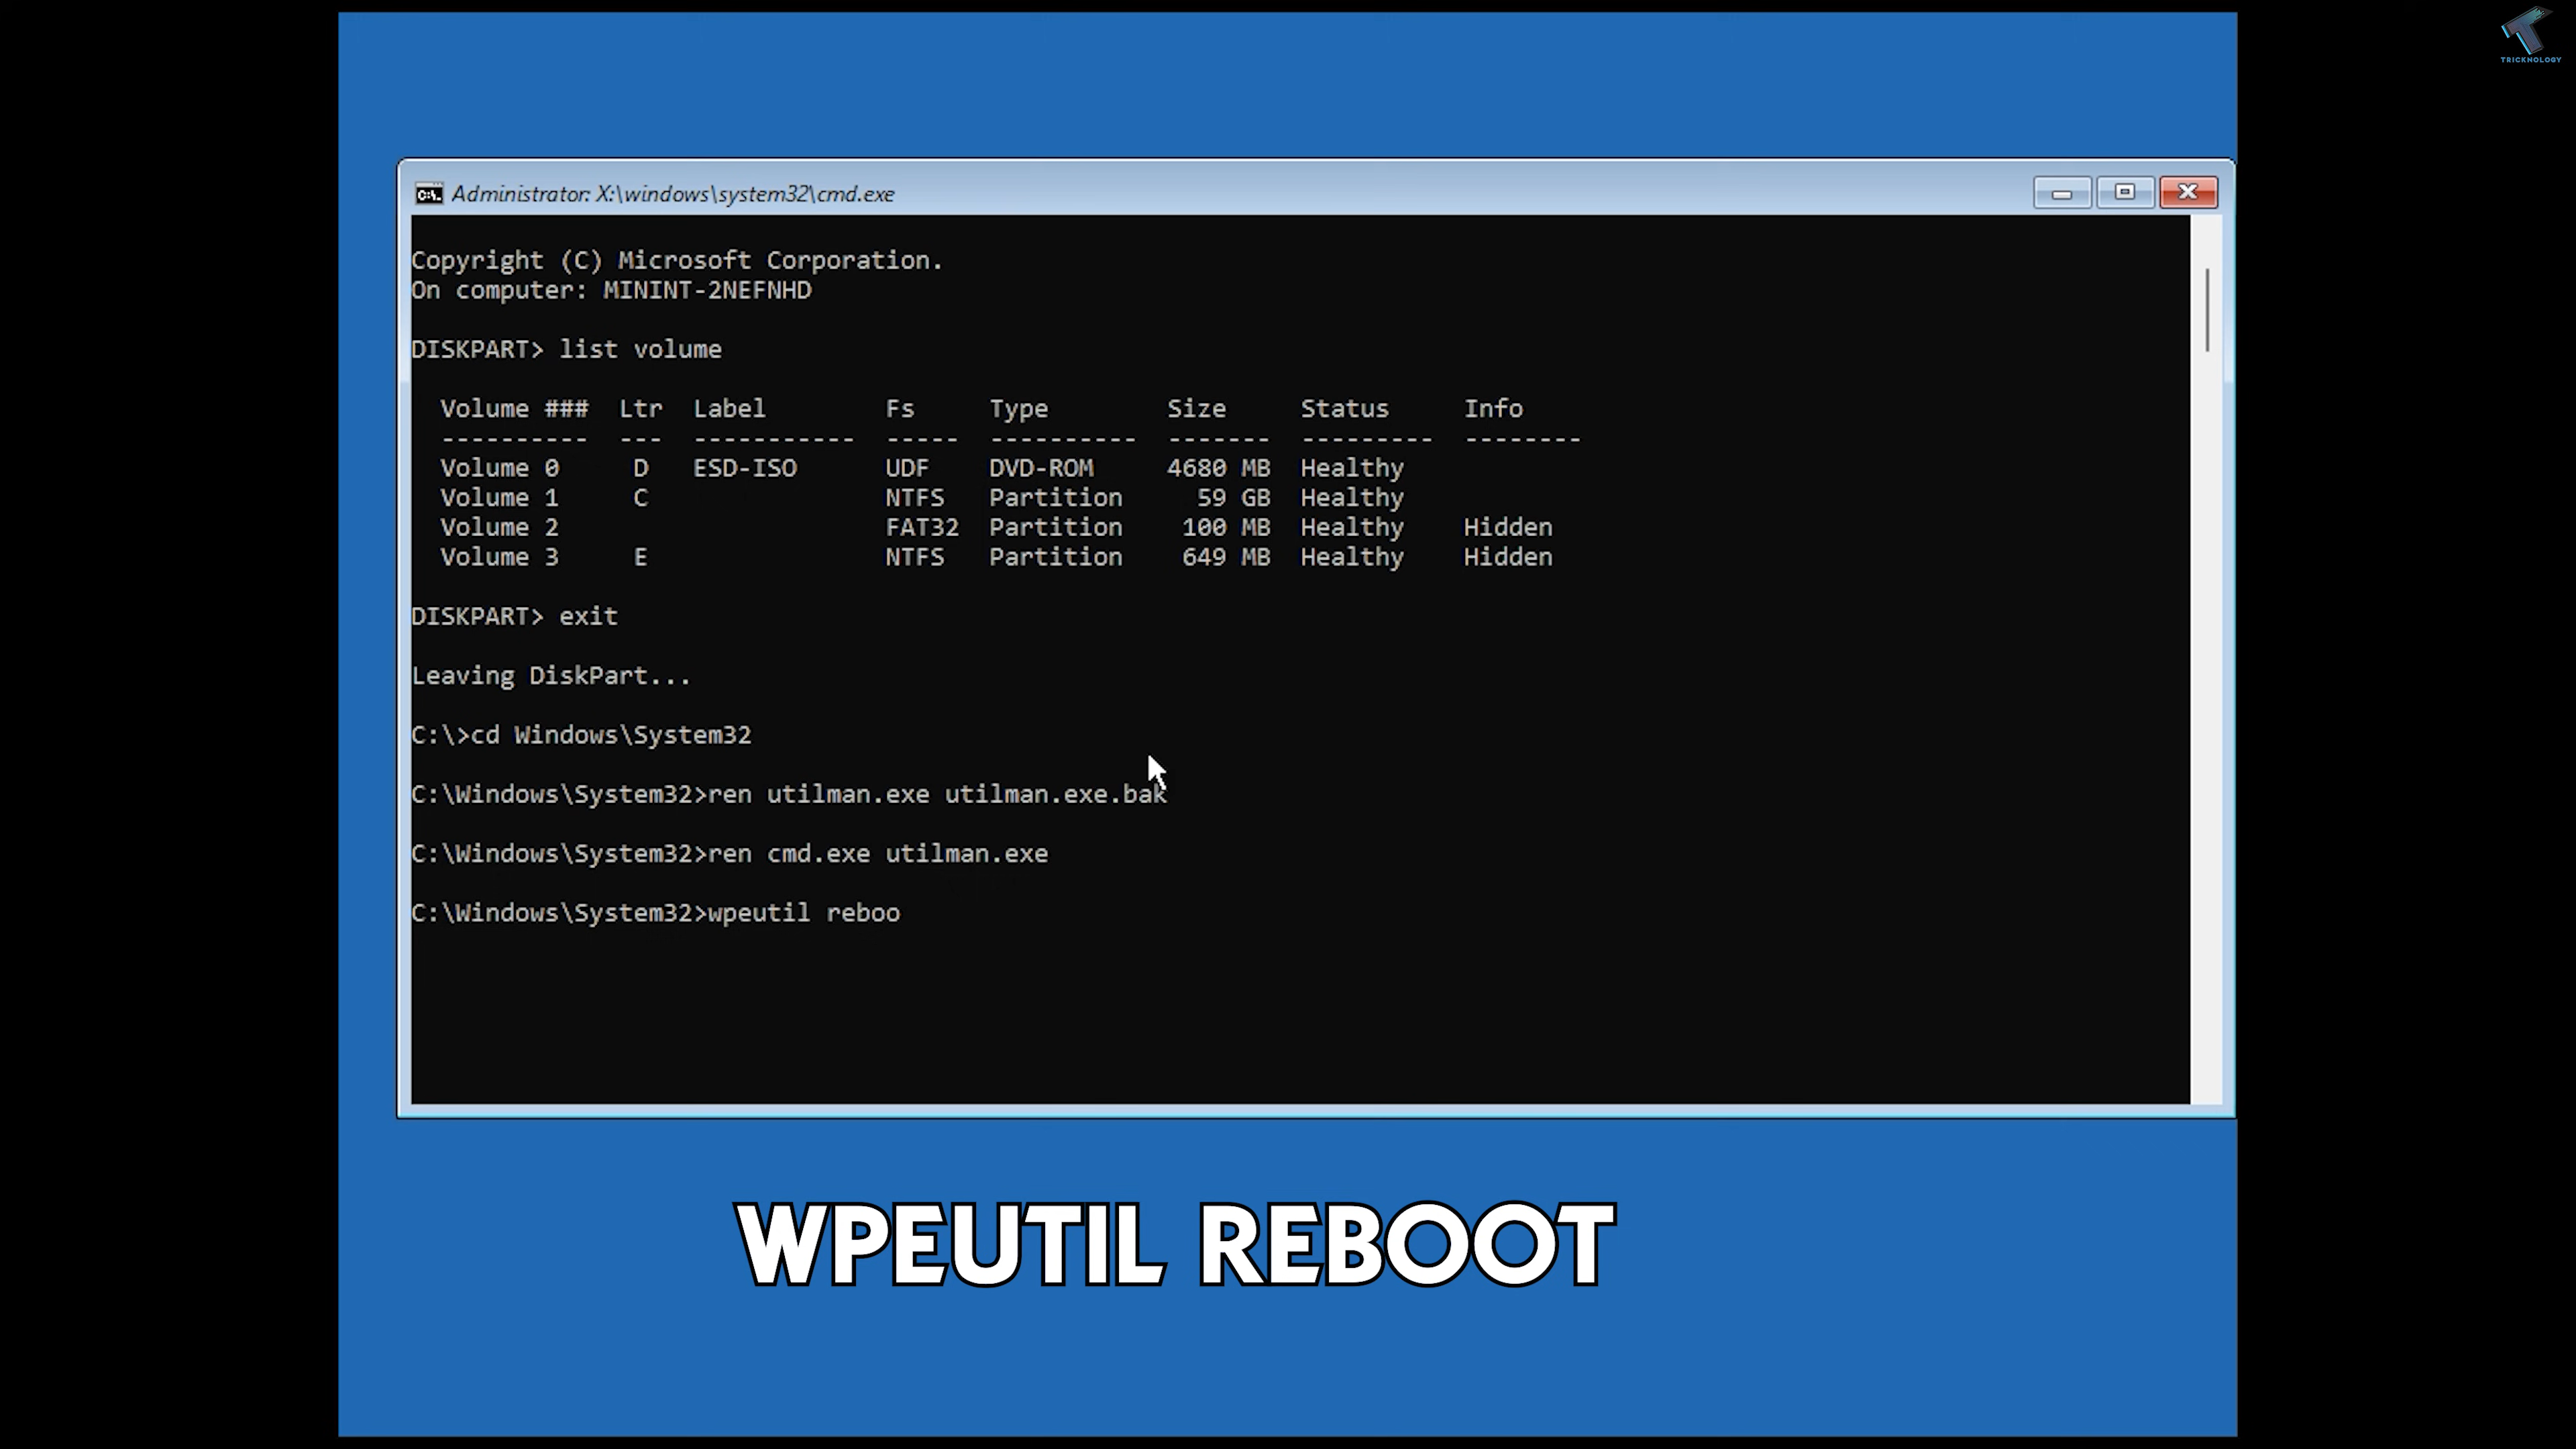 TRICKNOLOGY
Administrator: X:\windows\system32\cmd.exe
Copyright (C) Microsoft Corporation.
On computer: MININT-2NEFNHD
DISKPART> list volume
Volume ### Ltr Label Fs Type Size Status Info
---------- --- ----------- ----- ---------- ------- --------- --------
Volume 0 D ESD-ISO UDF DVD-ROM 4680 MB Healthy
Volume 1 C NTFS Partition 59 GB Healthy
Volume 2 FAT32 Partition 100 MB Healthy Hidden
Volume 3 E NTFS Partition 649 MB Healthy Hidden
DISKPART> exit
Leaving DiskPart...
C:\>cd Windows\System32
C:\Windows\System32>ren utilman.exe utilman.exe.bak
C:\Windows\System32>ren cmd.exe utilman.exe
C:\Windows\System32>wpeutil reboo
WPEUTIL REBOOT